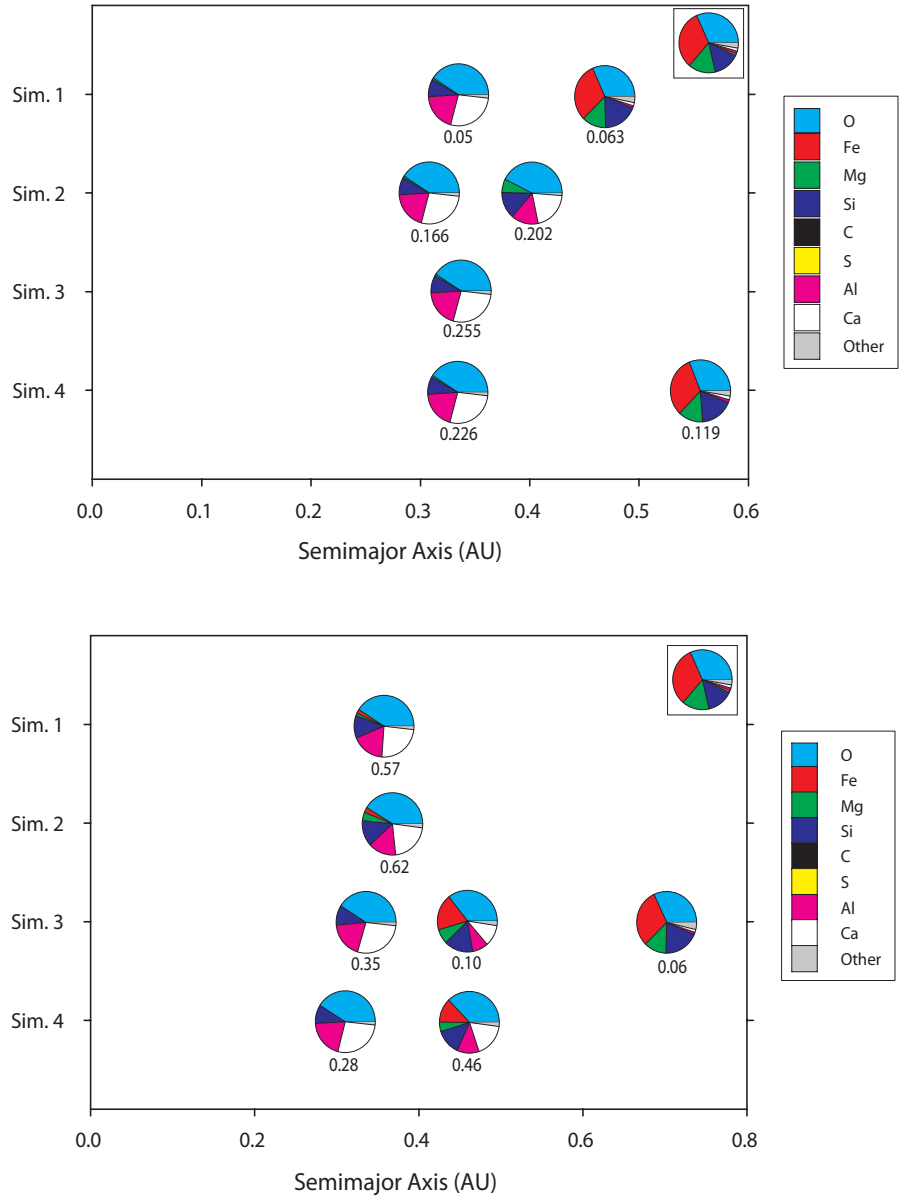 Sim. 1
0.05
0.063
Sim. 2
0.166
0.202
Sim. 3
0.255
Sim. 4
0.226
0.119
0.0
0.1
0.2
0.3
0.4
0.5
0.6
Semimajor Axis (AU)
O
Fe
Mg
Si
C
S
Al
Ca
Other
Sim. 1
0.57
Sim. 2
0.62
Sim. 3
0.35
0.10
0.06
Sim. 4
0.28
0.46
0.0
0.2
0.4
0.6
0.8
Semimajor Axis (AU)
O
Fe
Mg
Si
C
S
Al
Ca
Other